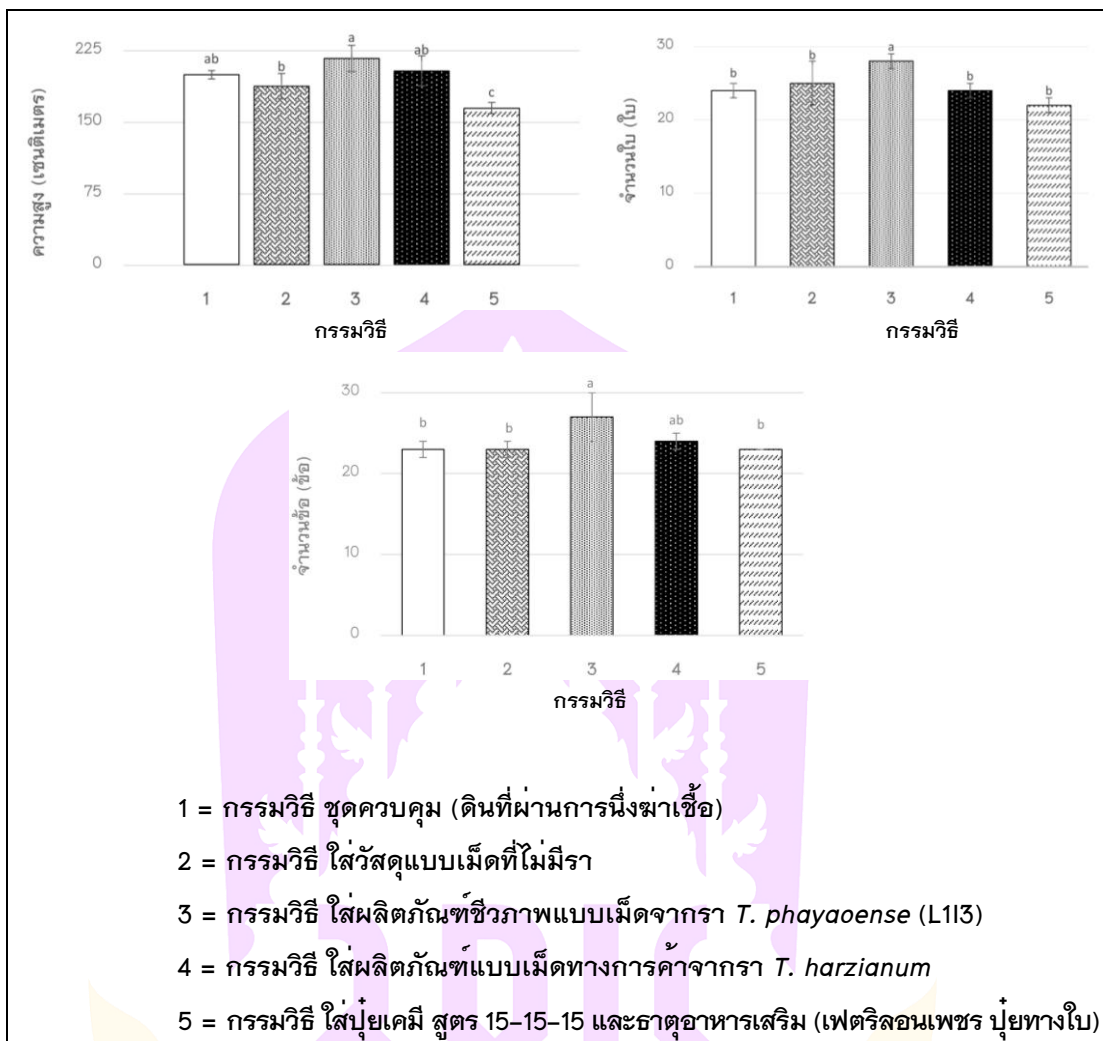 225
150
75
0
ab
b
a
ab
c
ความสูง (เซนติเมตร)
1 2 3 4 5
กรรมวิธี
30
20
10
0
b
b
a
b
b
จำนวนใบ (ใบ)
1 2 3 4 5
กรรมวิธี
30
20
10
0
b
b
a
ab
b
จำนวนข้อ (ข้อ)
1 2 3 4 5
กรรมวิธี
1 = กรรมวิธี ชุดควบคุม (ดินที่ผ่านการนึ่งฆ่าเชื้อ)
2 = กรรมวิธี ใส่วัสดุแบบเม็ดที่ไม่มีรา
3 = กรรมวิธี ใส่ผลิตภัณฑ์ชีวภาพแบบเม็ดจากรา T. phayaoense (L1I3)
4 = กรรมวิธี ใส่ผลิตภัณฑ์แบบเม็ดทางการค้าจากรา T. harzianum
5 = กรรมวิธี ใส่ปุ๋ยเคมี สูตร 15-15-15 และธาตุอาหารเสริม (เฟตริลอนเพชร ปุ๋ยทางใบ)